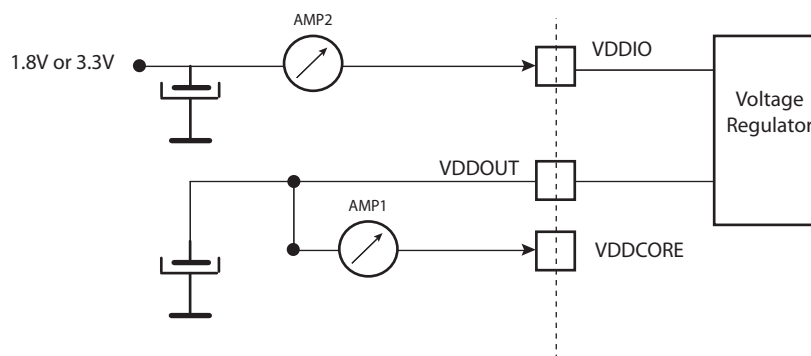 AMP2
1.8V or 3.3V
VDDIO
Voltage
Regulator
VDDOUT
AMP1
VDDCORE